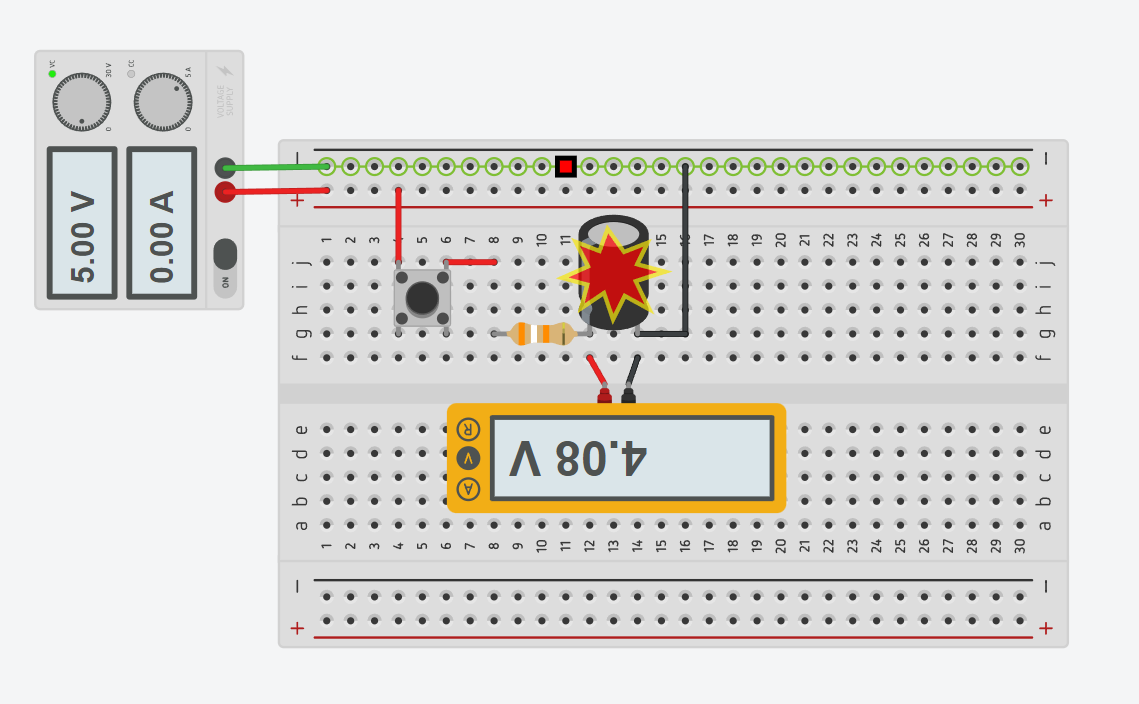 VC
30 V
0
CC
5 A
0
VOLTAGE
SUPPLY
5.00 V
0.00 A
ON
1 2 3 4 5 6 7 8 9 10 11 15 16 17 18 19 20 21 22 23 24 25 26 27 28 29 30
j j
i i
h h
g g
f f
e e
d d
c c
b b
a a
R
V
A
4.08 V
1 2 3 4 5 6 7 8 9 10 11 12 13 14 15 16 17 18 19 20 21 22 23 24 25 26 27 28 29 30
− −
+ +
− −
+ +